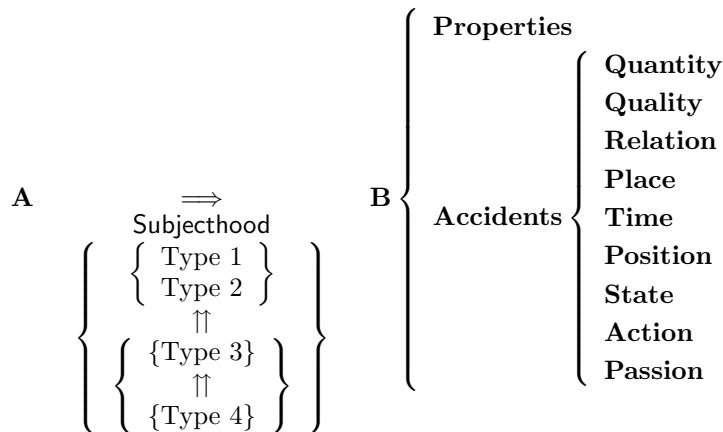 Properties
Quantity
Quality
Relation
A ⟹ B Accidents Place
Subjecthood Time
{ Type 1 Position
Type 2 } State
⇈ Action
{Type 3} Passion
⇈
{Type 4}